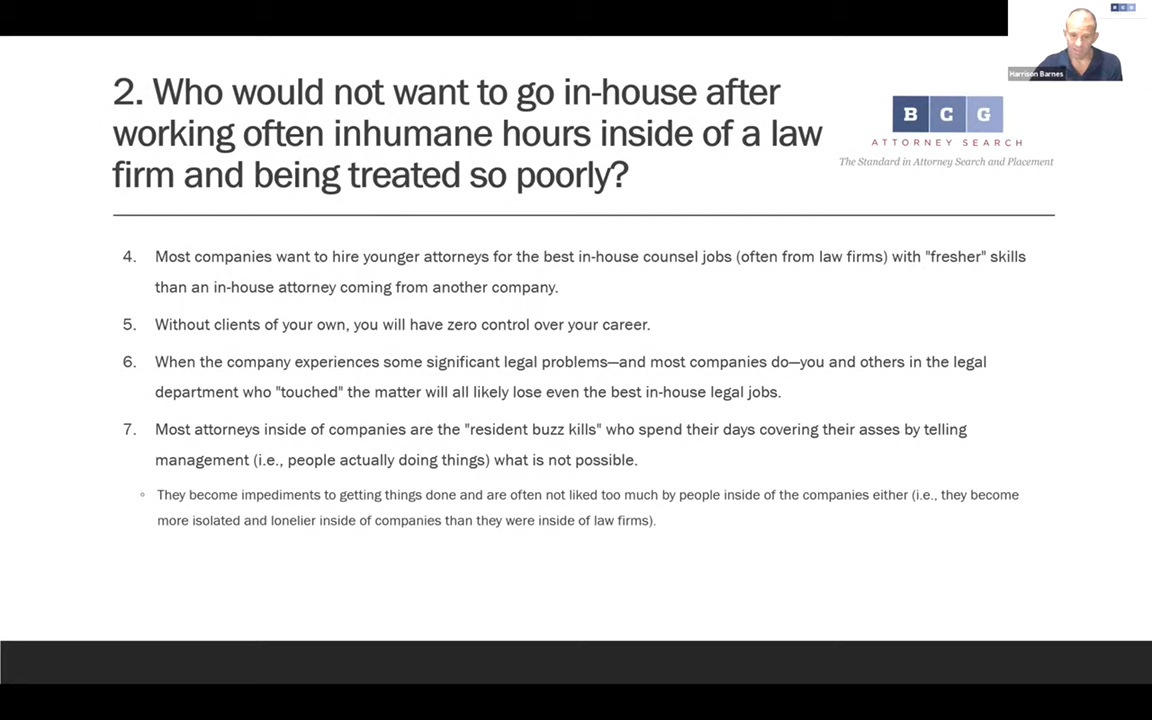 B C G
Harrison Barnes
2. Who would not want to go in-house after
working often inhumane hours inside of a law
firm and being treated so poorly?
B C G
ATTORNEY SEARCH
The Standard in Attorney Search and Placement
4. Most companies want to hire younger attorneys for the best in-house counsel jobs (often from law firms) with "fresher" skills
than an in-house attorney coming from another company.
5. Without clients of your own, you will have zero control over your career.
6. When the company experiences some significant legal problems—and most companies do—you and others in the legal
department who "touched" the matter will all likely lose even the best in-house legal jobs.
7. Most attorneys inside of companies are the "resident buzz kills" who spend their days covering their asses by telling
management (i.e., people actually doing things) what is not possible.
◦ They become impediments to getting things done and are often not liked too much by people inside of the companies either (i.e., they become
more isolated and lonelier inside of companies than they were inside of law firms).